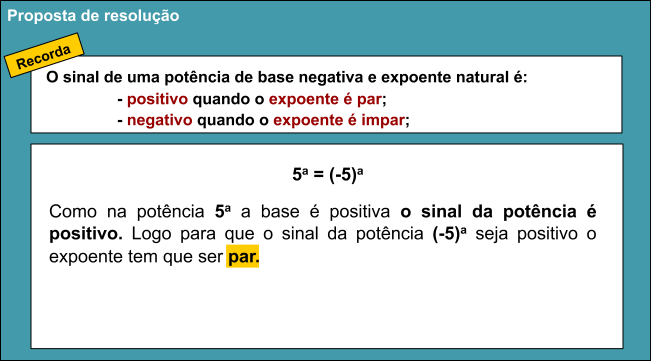 Proposta de resolução
Recorda
O sinal de uma potência de base negativa e expoente natural é:
- positivo quando o expoente é par;
- negativo quando o expoente é impar;
5ᵃ = (-5)ᵃ
Como na potência 5ᵃ a base é positiva o sinal da potência é
positivo. Logo para que o sinal da potência (-5)ᵃ seja positivo o
expoente tem que ser par.